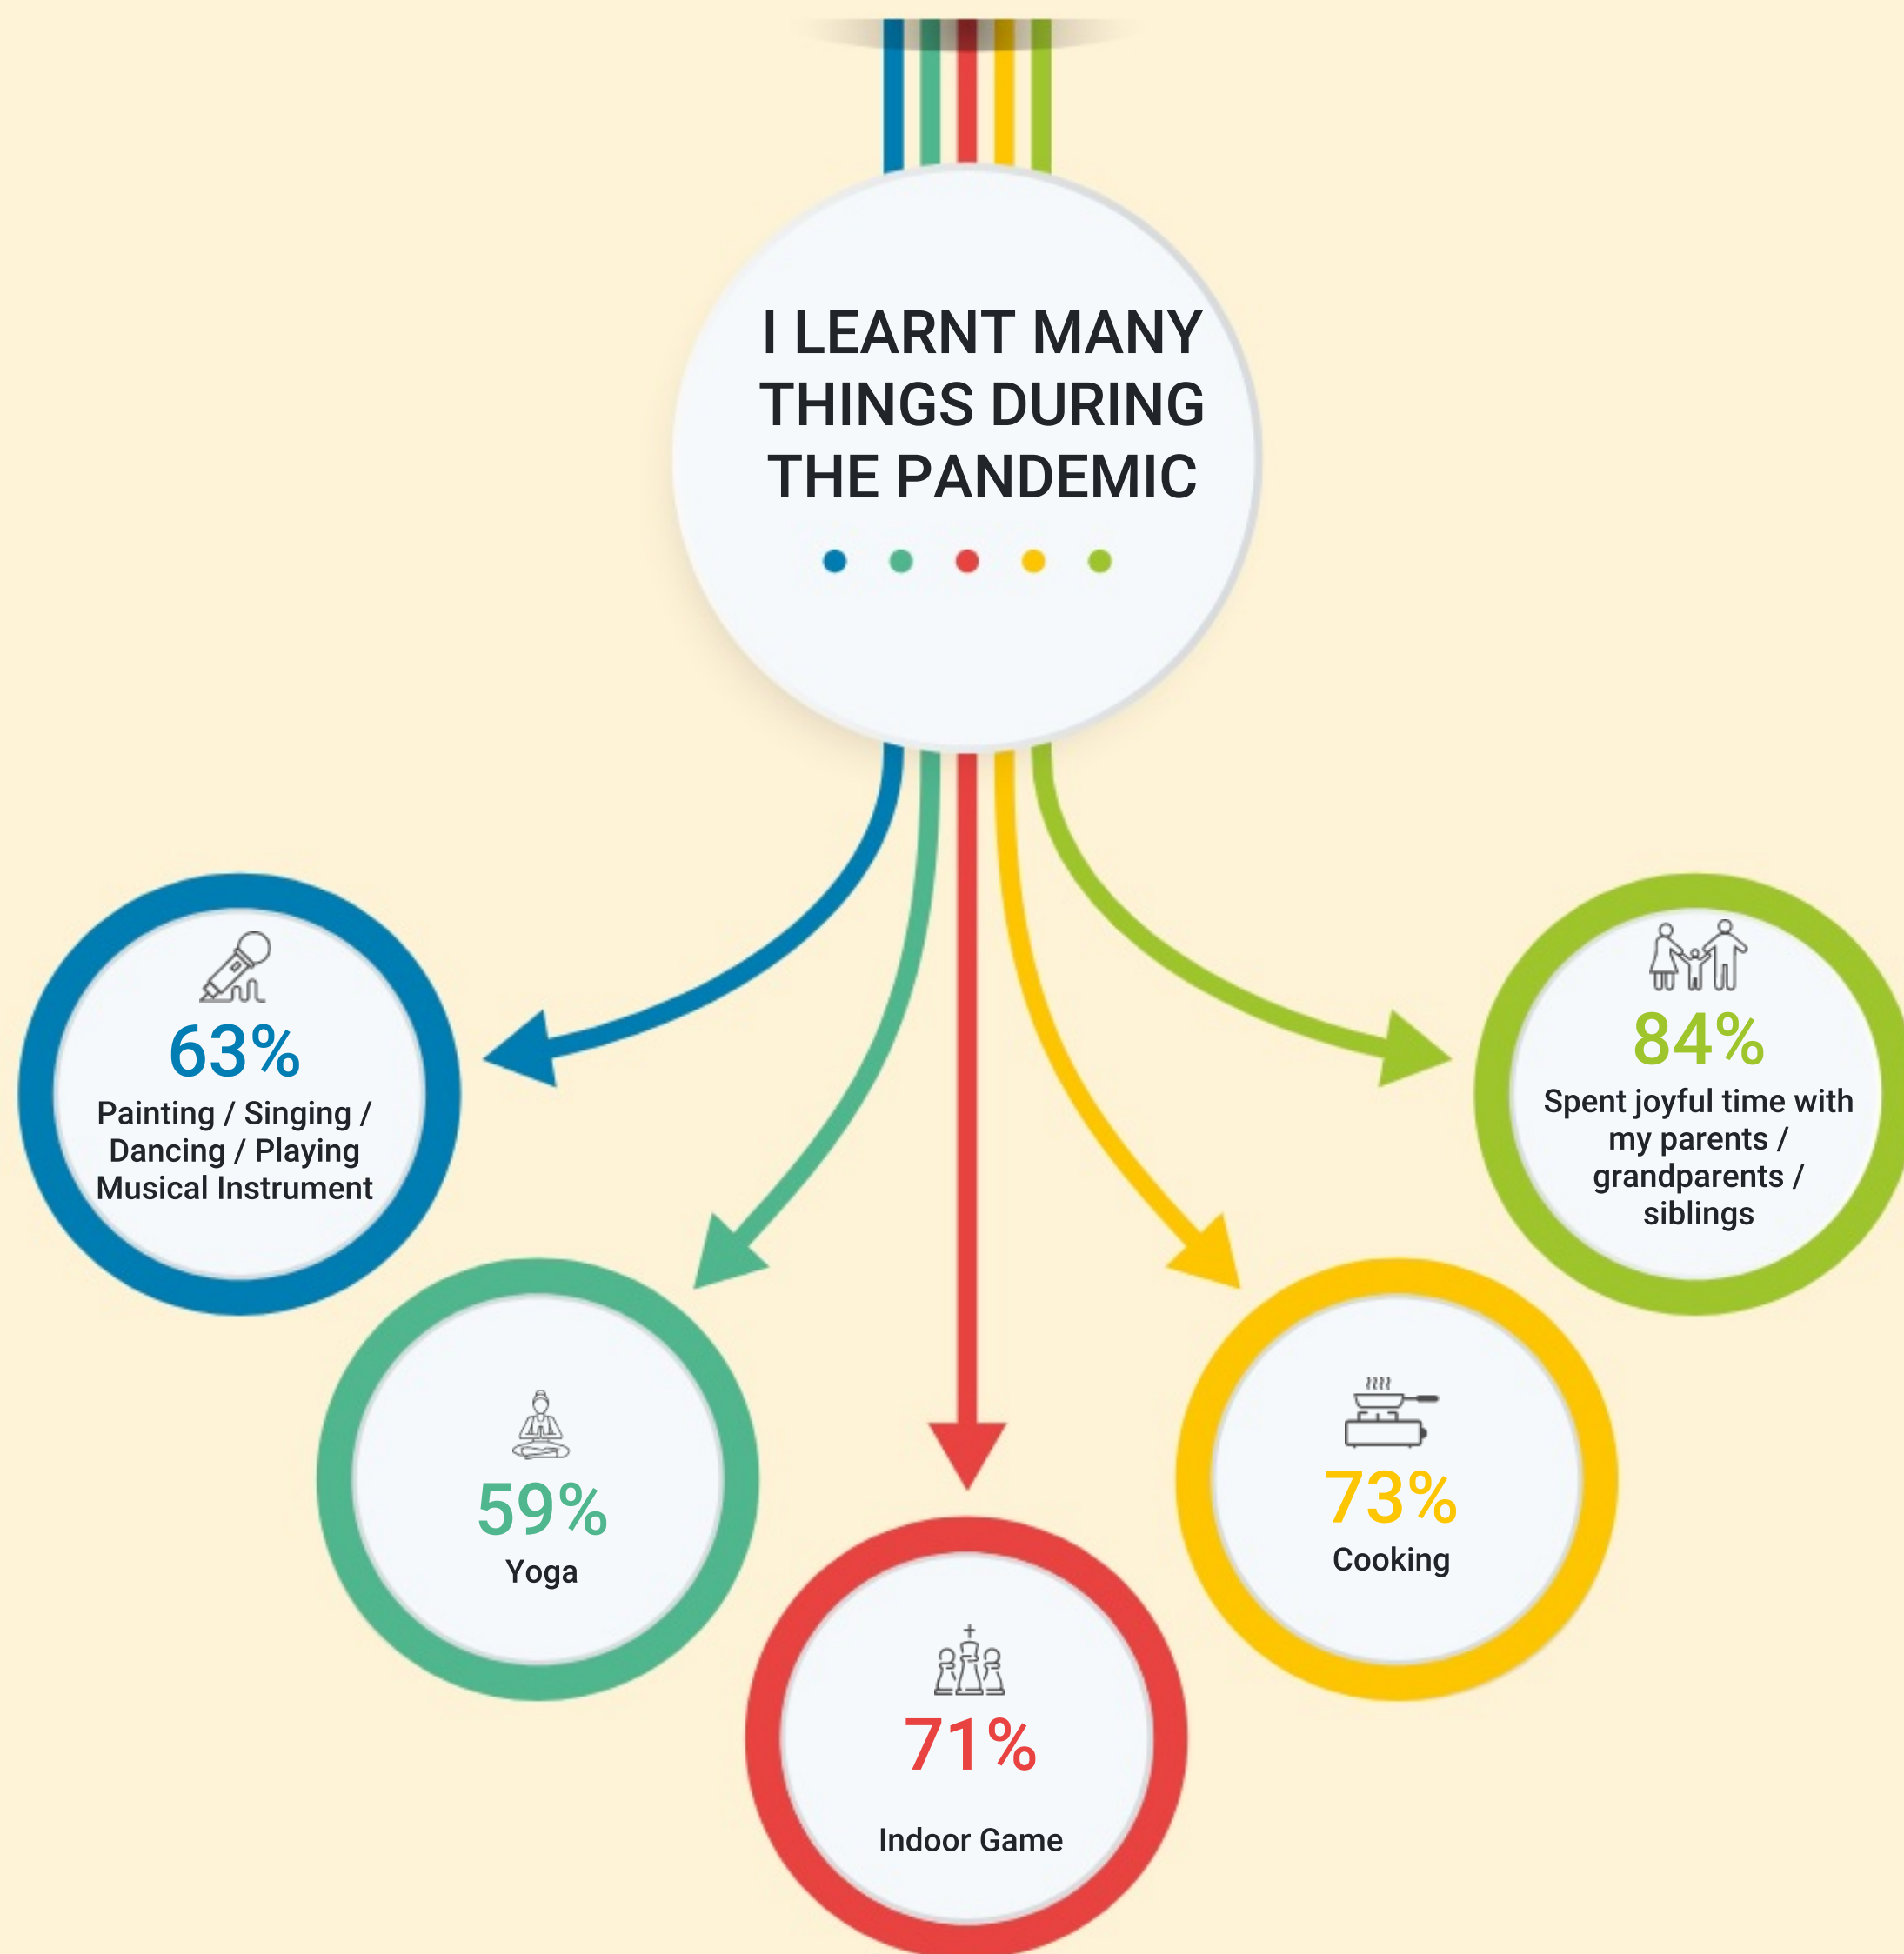 I LEARNT MANY
THINGS DURING
THE PANDEMIC
63%
Painting / Singing /
Dancing / Playing
Musical Instrument
59%
Yoga
71%
Indoor Game
73%
Cooking
84%
Spent joyful time with
my parents /
grandparents /
siblings